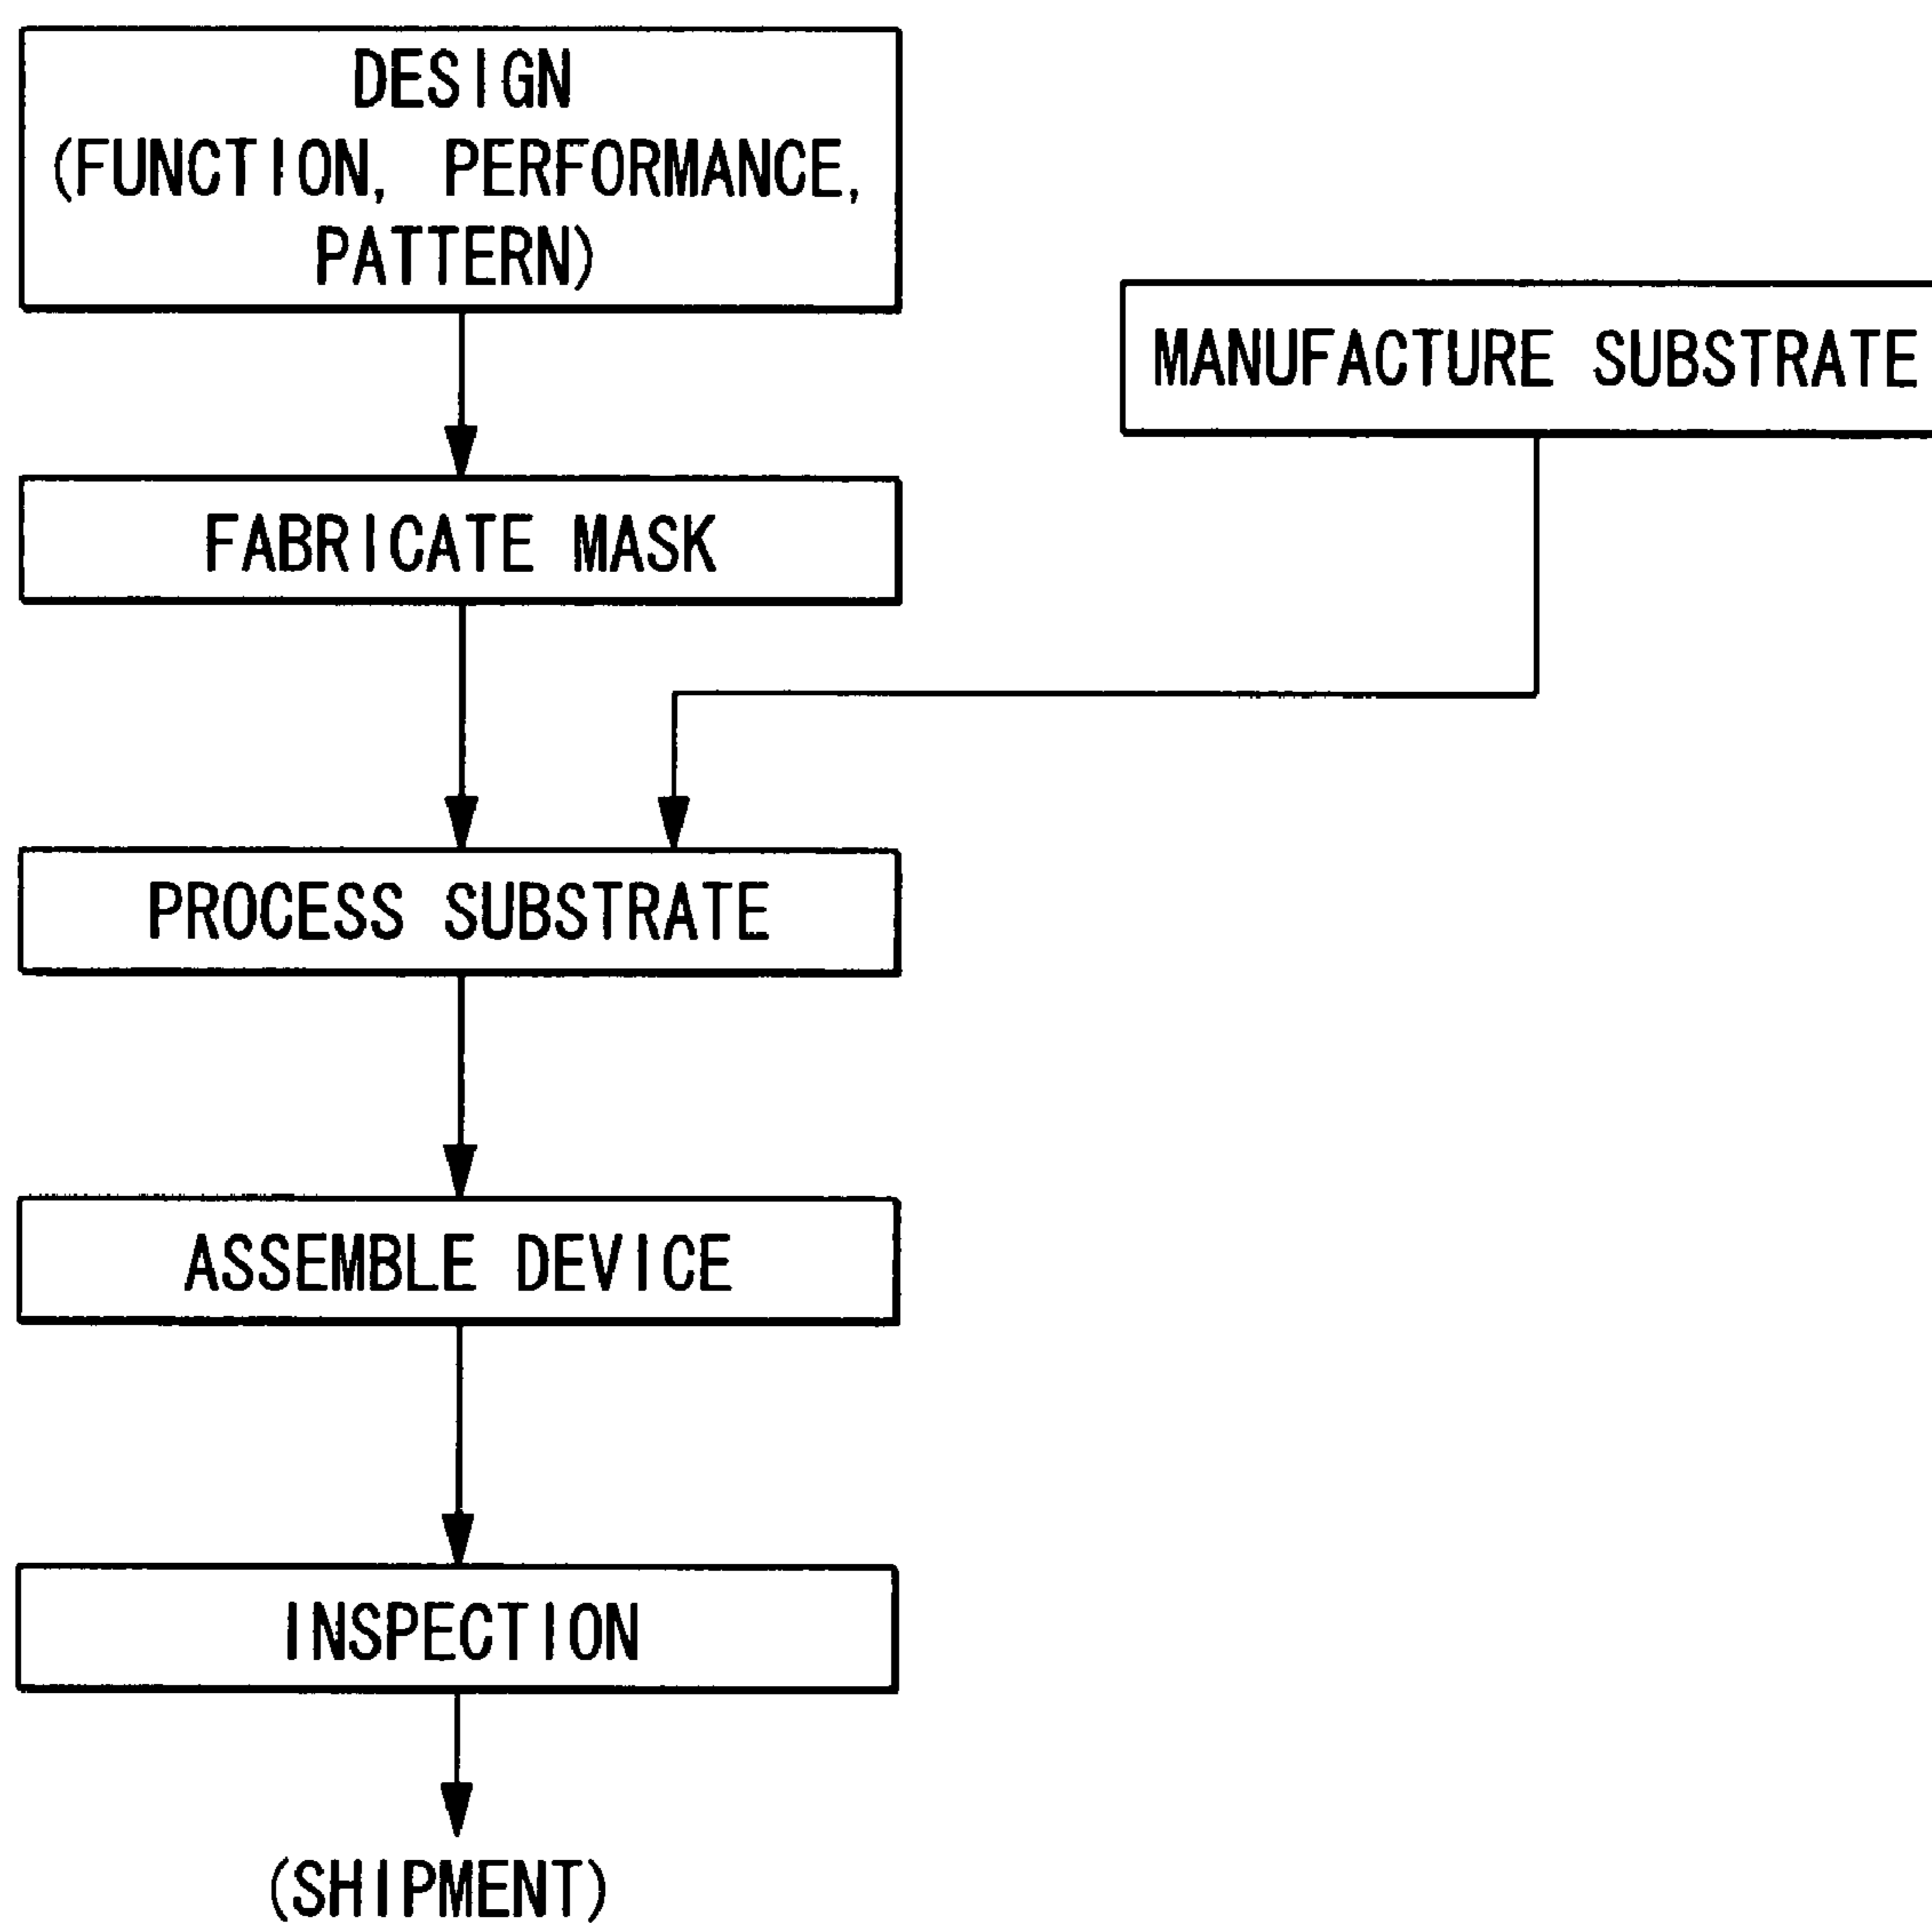 DESIGN
(FUNCTION, PERFORMANCE,
PATTERN)
MANUFACTURE SUBSTRATE
FABRICATE MASK
PROCESS SUBSTRATE
ASSEMBLE DEVICE
INSPECTION
(SHIPMENT)